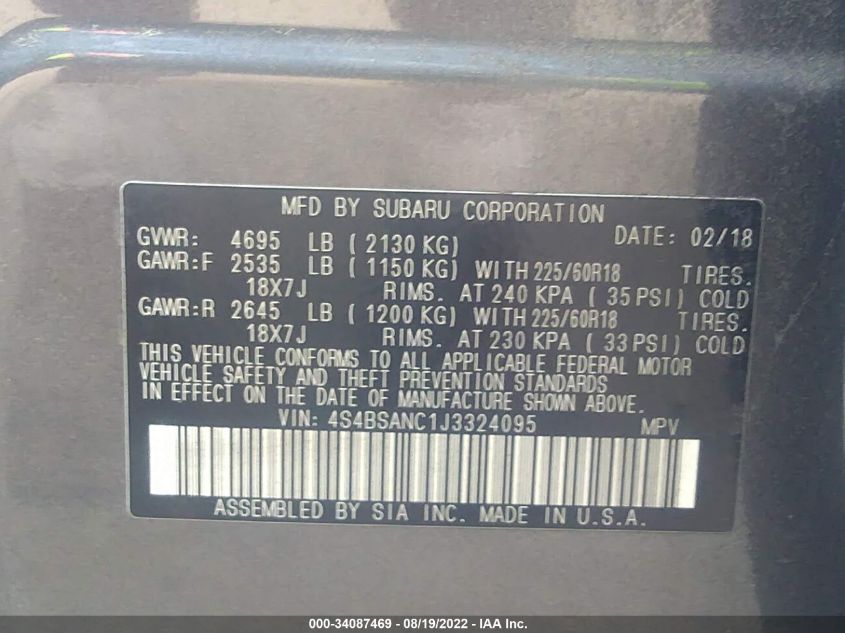 MFD BY SUBARU CORPORATION
GVWR: 4695 LB ( 2130 KG) DATE: 02/18
GAWR:F 2535 LB ( 1150 KG) WITH 225/60R18 TIRES.
18X7J RIMS. AT 240 KPA ( 35 PSI) COLD
GAWR:R 2645 LB ( 1200 KG) WITH 225/60R18 TIRES.
18X7J RIMS. AT 230 KPA ( 33 PSI) COLD
THIS VEHICLE CONFORMS TO ALL APPLICABLE FEDERAL MOTOR
VEHICLE SAFETY AND THEFT PREVENTION STANDARDS
IN EFFECT ON THE DATE OF MANUFACTURE SHOWN ABOVE.
VIN: 4S4BSANC1J3324095 MPV
ASSEMBLED BY SIA INC. MADE IN U.S.A.
000-34087469 - 08/19/2022 - IAA Inc.